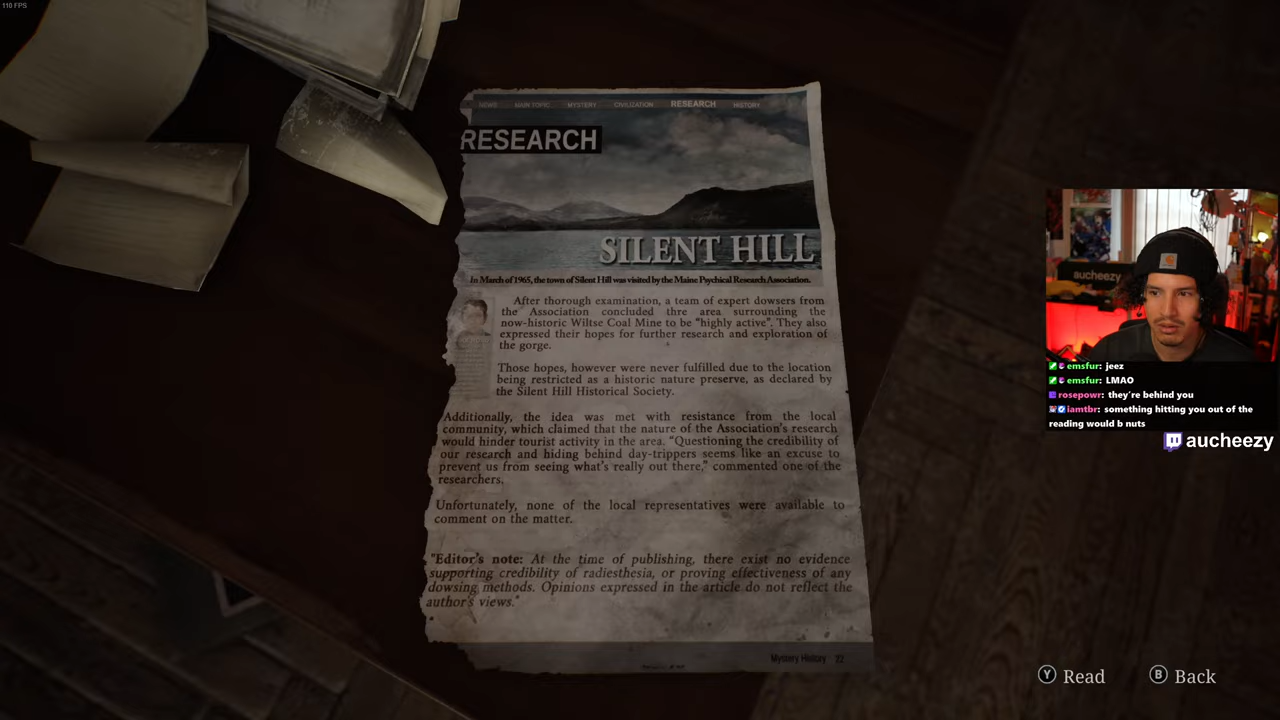 110 FPS
NEWS MAIN TOPIC MYSTERY CIVILIZATION RESEARCH HISTORY
RESEARCH
SILENT HILL
In March of 1965, the town of Silent Hill was visited by the Maine Psychical Research Association.
After thorough examination, a team of expert dowsers from
the Association concluded thre area surrounding the
now-historic Wiltse Coal Mine to be "highly active". They also
expressed their hopes for further research and exploration of
the gorge.
Those hopes, however were never fulfilled due to the location
being restricted as a historic nature preserve, as declared by
the Silent Hill Historical Society.
Additionally, the idea was met with resistance from the local
community, which claimed that the nature of the Association's research
would hinder tourist activity in the area. "Questioning the credibility of
our research and hiding behind day-trippers seems like an excuse to
prevent us from seeing what's really out there," commented one of the
researchers.
Unfortunately, none of the local representatives were available to
comment on the matter.
"Editor's note: At the time of publishing, there exist no evidence
supporting credibility of radiesthesia, or proving effectiveness of any
dowsing methods. Opinions expressed in the article do not reflect the
author's views."
Mystery History 22
aucheezy
emsfur: jeez
emsfur: LMAO
rosepowr: they're behind you
iamtbr: something hitting you out of the
reading would b nuts
aucheezy
Y Read B Back